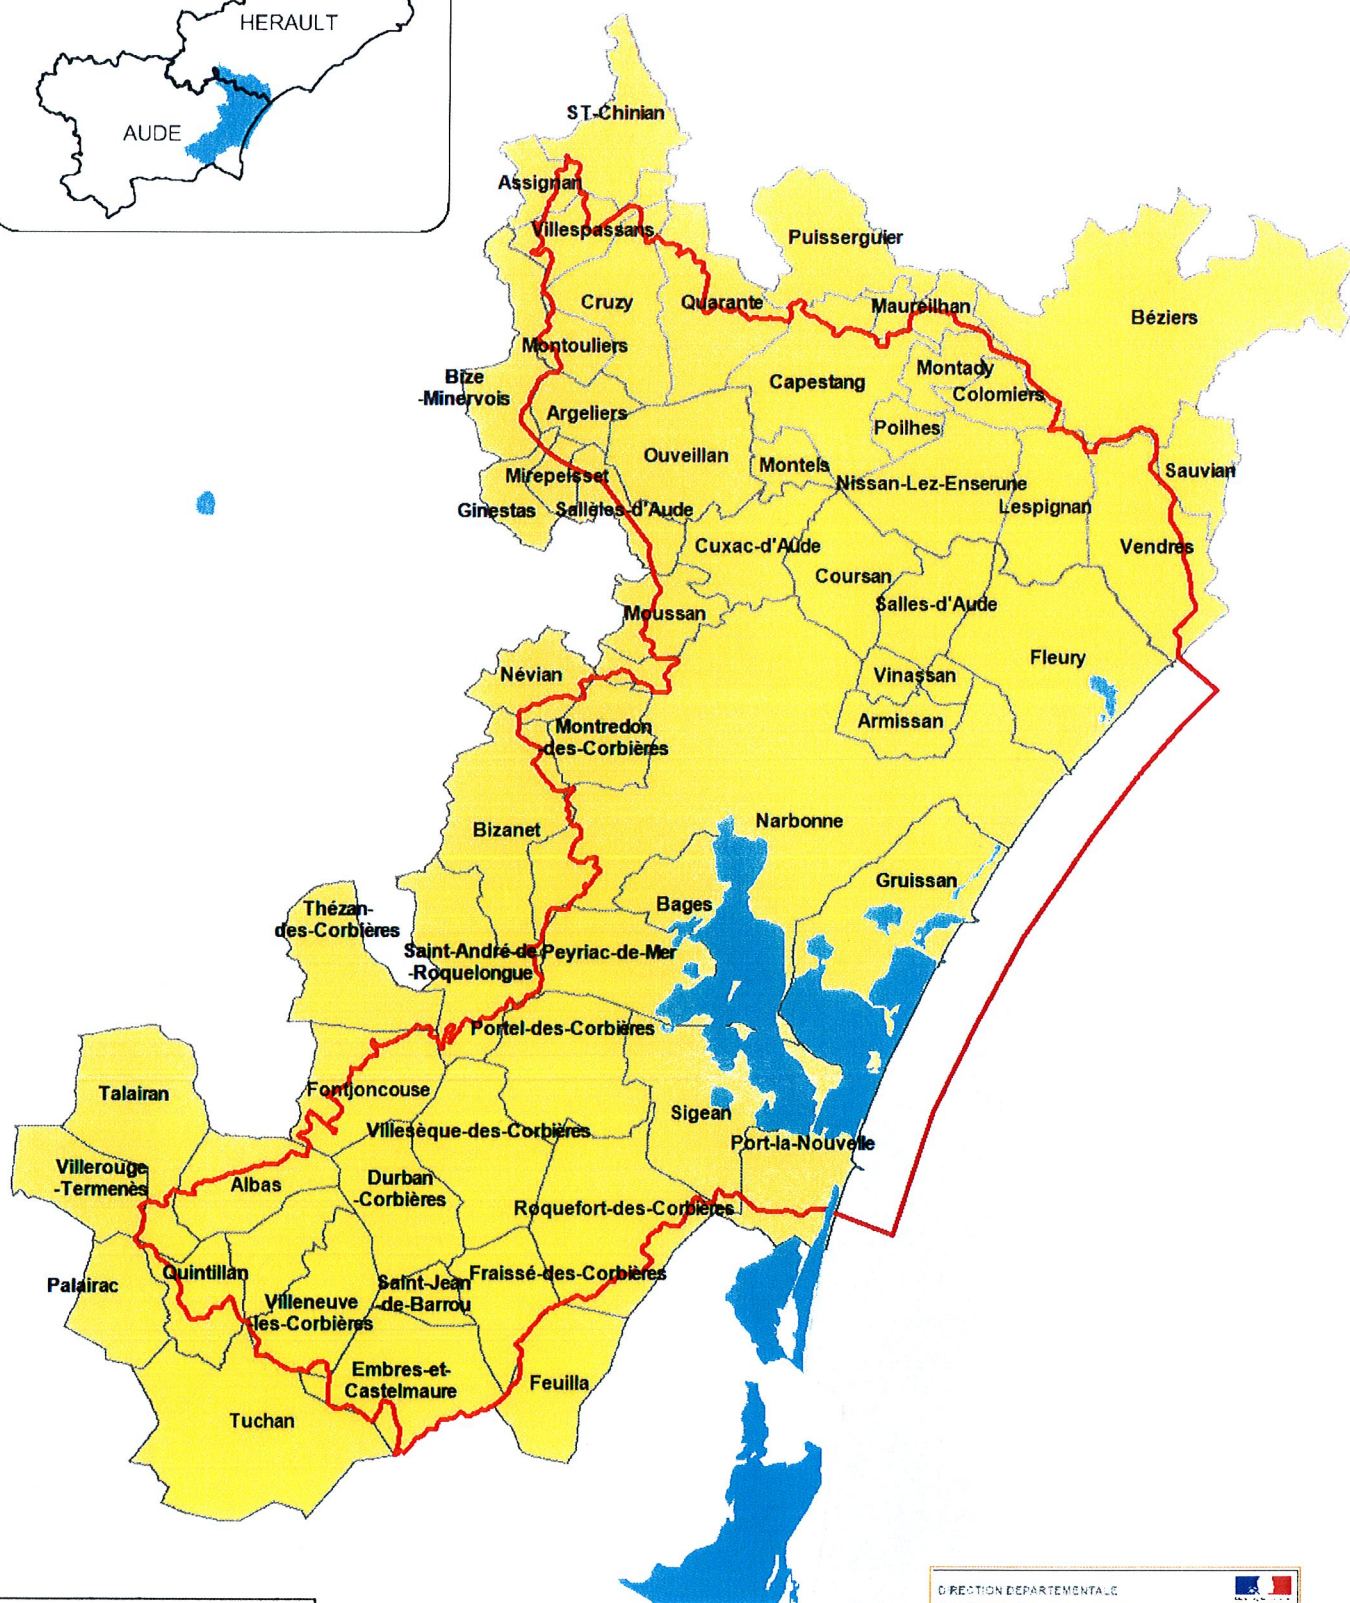 HERAULT
AUDE
ST-Chinian
Assignan
Villespassans
Puisserguier
Cruzy
Quarante
Maureilhan
Béziers
Montouliers
Bize
-Minervois
Capestang
Montady
Colomiers
Argeliers
Poilhes
Ouveillan
Montels
Mirepeisset
Nissan-Lez-Enserune
Sauvian
Ginestas
Sallèles-d'Aude
Lespignan
Cuxac-d'Aude
Vendres
Coursan
Salles-d'Aude
Moussan
Fleury
Névian
Vinassan
Armissan
Montredon
-des-Corbières
Narbonne
Bizanet
Gruissan
Bages
Thézan-
des-Corbières
Saint-André-de
-Roquelongue
Peyriac-de-Mer
Portel-des-Corbières
Talairan
Fontjoncouse
Sigean
Villesèque-des-Corbières
Port-la-Nouvelle
Villerouge
-Termenès
Albas
Durban
-Corbières
Roquefort-des-Corbières
Palairac
Quintillan
Saint-Jean
-de-Barrou
Fraissé-des-Corbières
Villeneuve
-les-Corbières
Embres-et-
Castelmaure
Feuilla
Tuchan
DIRECTION DEPARTEMENTALE